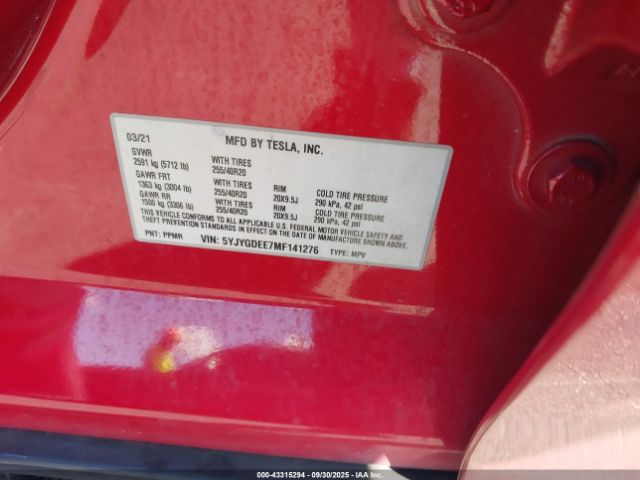 03/21 MFD BY TESLA, INC.
GVWR
2591 kg (5712 lb) WITH TIRES
GAWR FRT 255/40R20
1363 kg (3004 lb) WITH TIRES RIM COLD TIRE PRESSURE
GAWR RR 255/40R20 20X9.5J 290 kPa, 42 psi
1500 kg (3306 lb) WITH TIRES RIM COLD TIRE PRESSURE
255/40R20 20X9.5J 290 kPa, 42 psi
THIS VEHICLE CONFORMS TO ALL APPLICABLE FEDERAL MOTOR VEHICLE SAFETY AND
THEFT PREVENTION STANDARDS IN EFFECT ON THE DATE OF MANUFACTURE SHOWN ABOVE.
PNT: PPMR VIN: 5YJYGDEE7MF141276 TYPE: MPV
00-43315294 - 09/30/2025 - © IAA Inc.